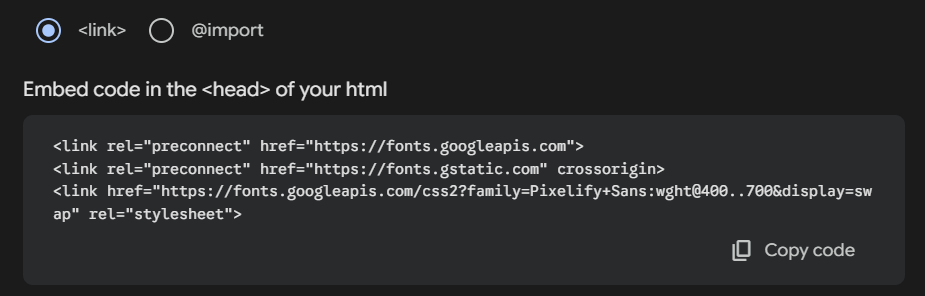 <link> @import
Embed code in the <head> of your html
<link rel="preconnect" href="https://fonts.googleapis.com">
<link rel="preconnect" href="https://fonts.gstatic.com" crossorigin>
<link href="https://fonts.googleapis.com/css2?family=Pixelify+Sans:wght@400..700&display=sw
ap" rel="stylesheet">
Copy code